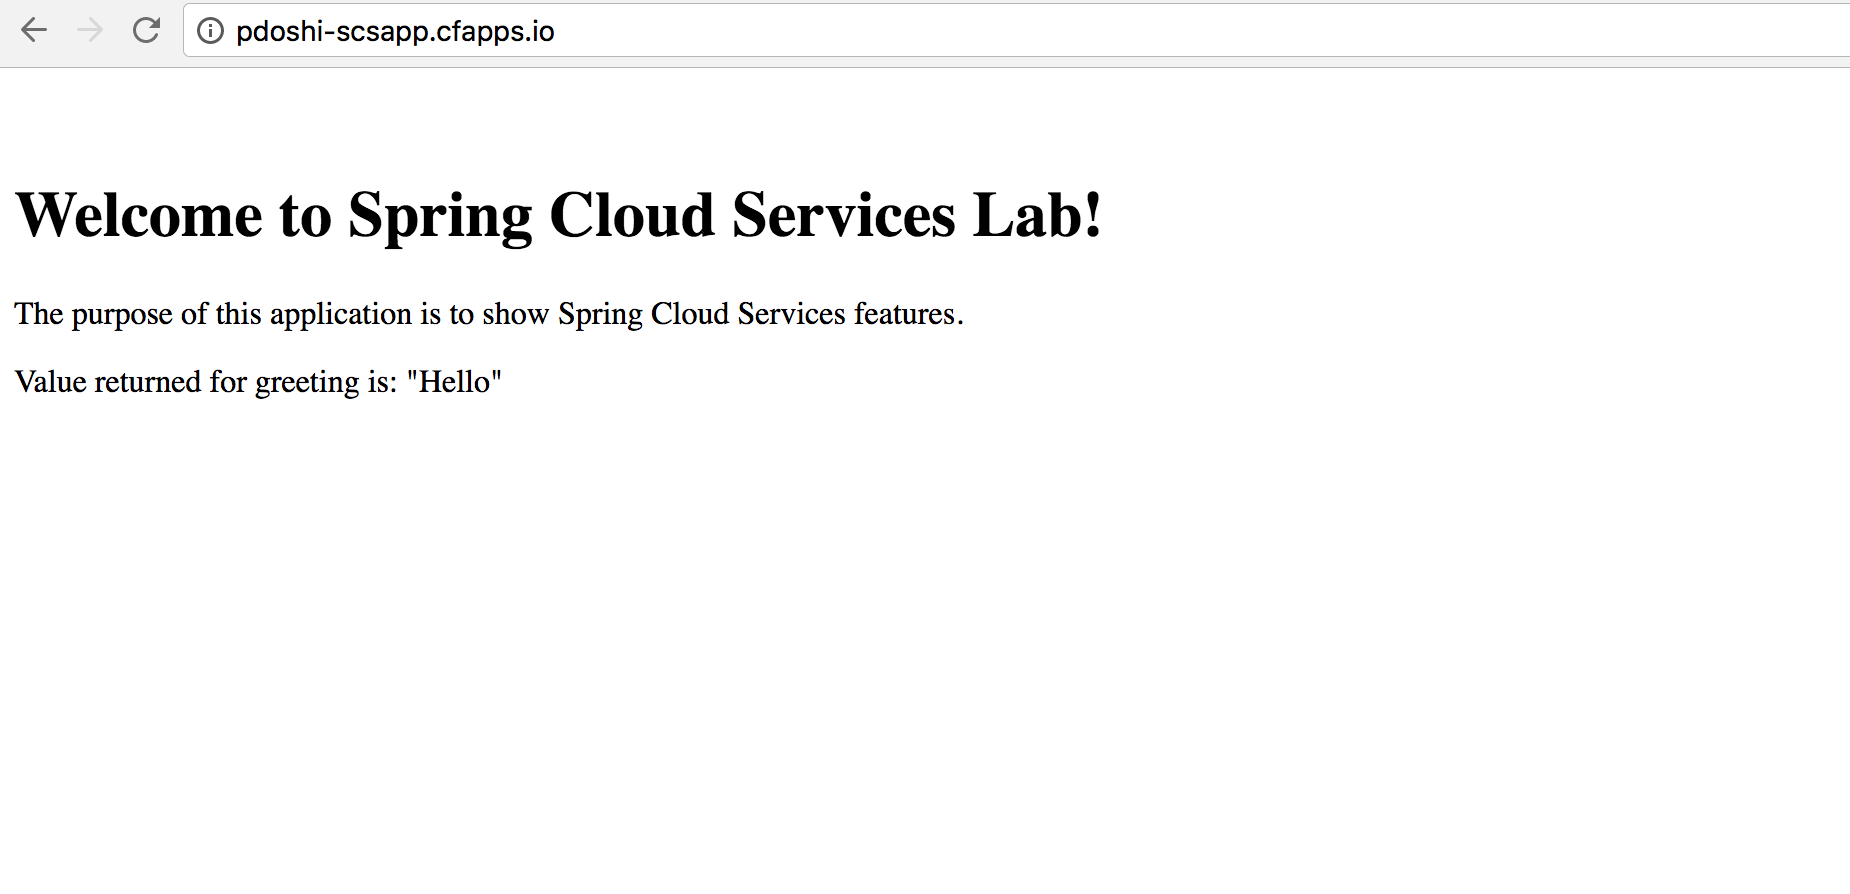 pdoshi-scsapp.cfapps.io
Welcome to Spring Cloud Services Lab!
The purpose of this application is to show Spring Cloud Services features.
Value returned for greeting is: "Hello"